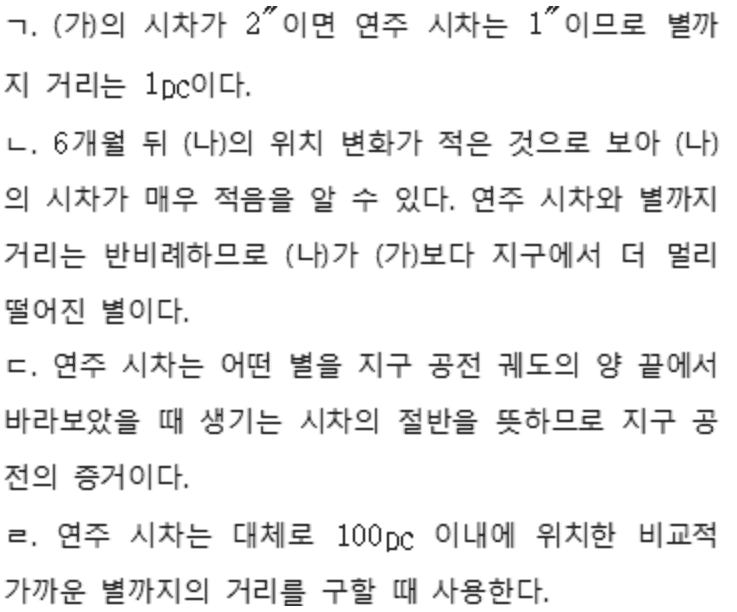 ㄱ. (가)의 시차가 2″이면 연주 시차는 1″이므로 별까
지 거리는 1pc이다.
ㄴ. 6개월 뒤 (나)의 위치 변화가 적은 것으로 보아 (나)
의 시차가 매우 적음을 알 수 있다. 연주 시차와 별까지
거리는 반비례하므로 (나)가 (가)보다 지구에서 더 멀리
떨어진 별이다.
ㄷ. 연주 시차는 어떤 별을 지구 공전 궤도의 양 끝에서
바라보았을 때 생기는 시차의 절반을 뜻하므로 지구 공
전의 증거이다.
ㄹ. 연주 시차는 대체로 100pc 이내에 위치한 비교적
가까운 별까지의 거리를 구할 때 사용한다.